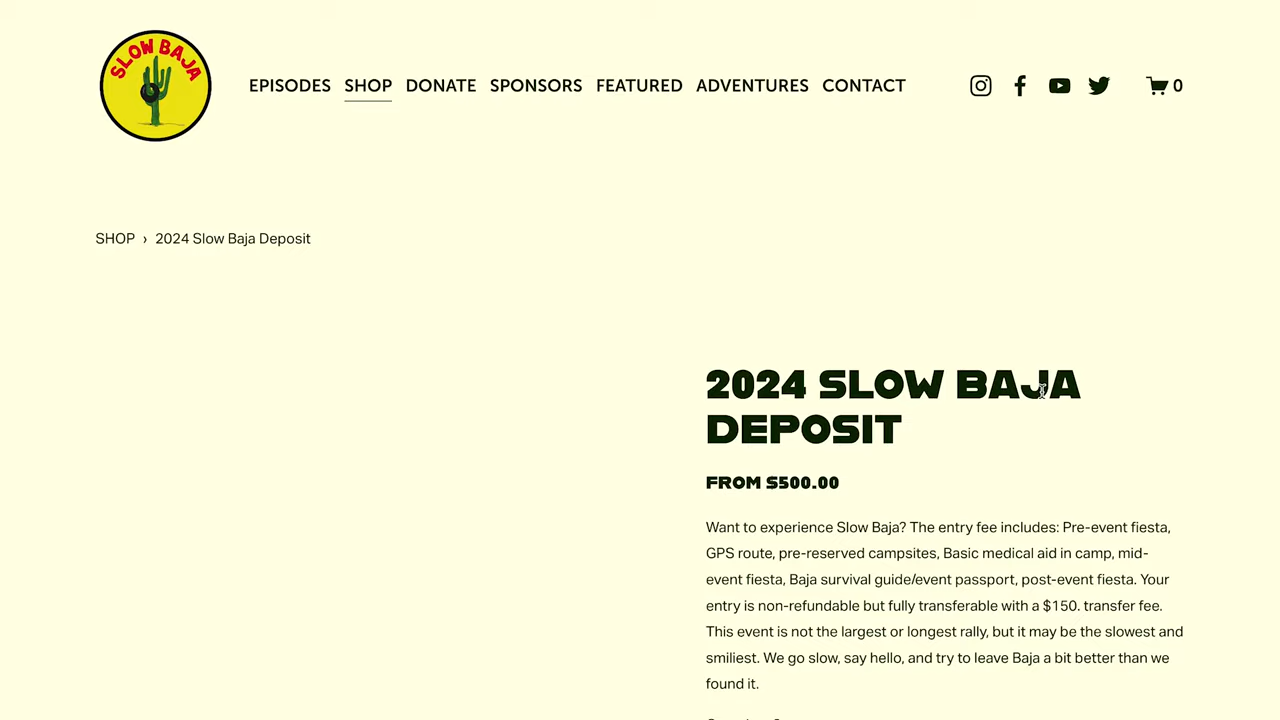 SLOW BAJA
EPISODES SHOP DONATE SPONSORS FEATURED ADVENTURES CONTACT 0
SHOP › 2024 Slow Baja Deposit
2024 SLOW BAJA
DEPOSIT
FROM $500.00
Want to experience Slow Baja? The entry fee includes: Pre-event fiesta,
GPS route, pre-reserved campsites, Basic medical aid in camp, mid-
event fiesta, Baja survival guide/event passport, post-event fiesta. Your
entry is non-refundable but fully transferable with a $150. transfer fee.
This event is not the largest or longest rally, but it may be the slowest and
smiliest. We go slow, say hello, and try to leave Baja a bit better than we
found it.